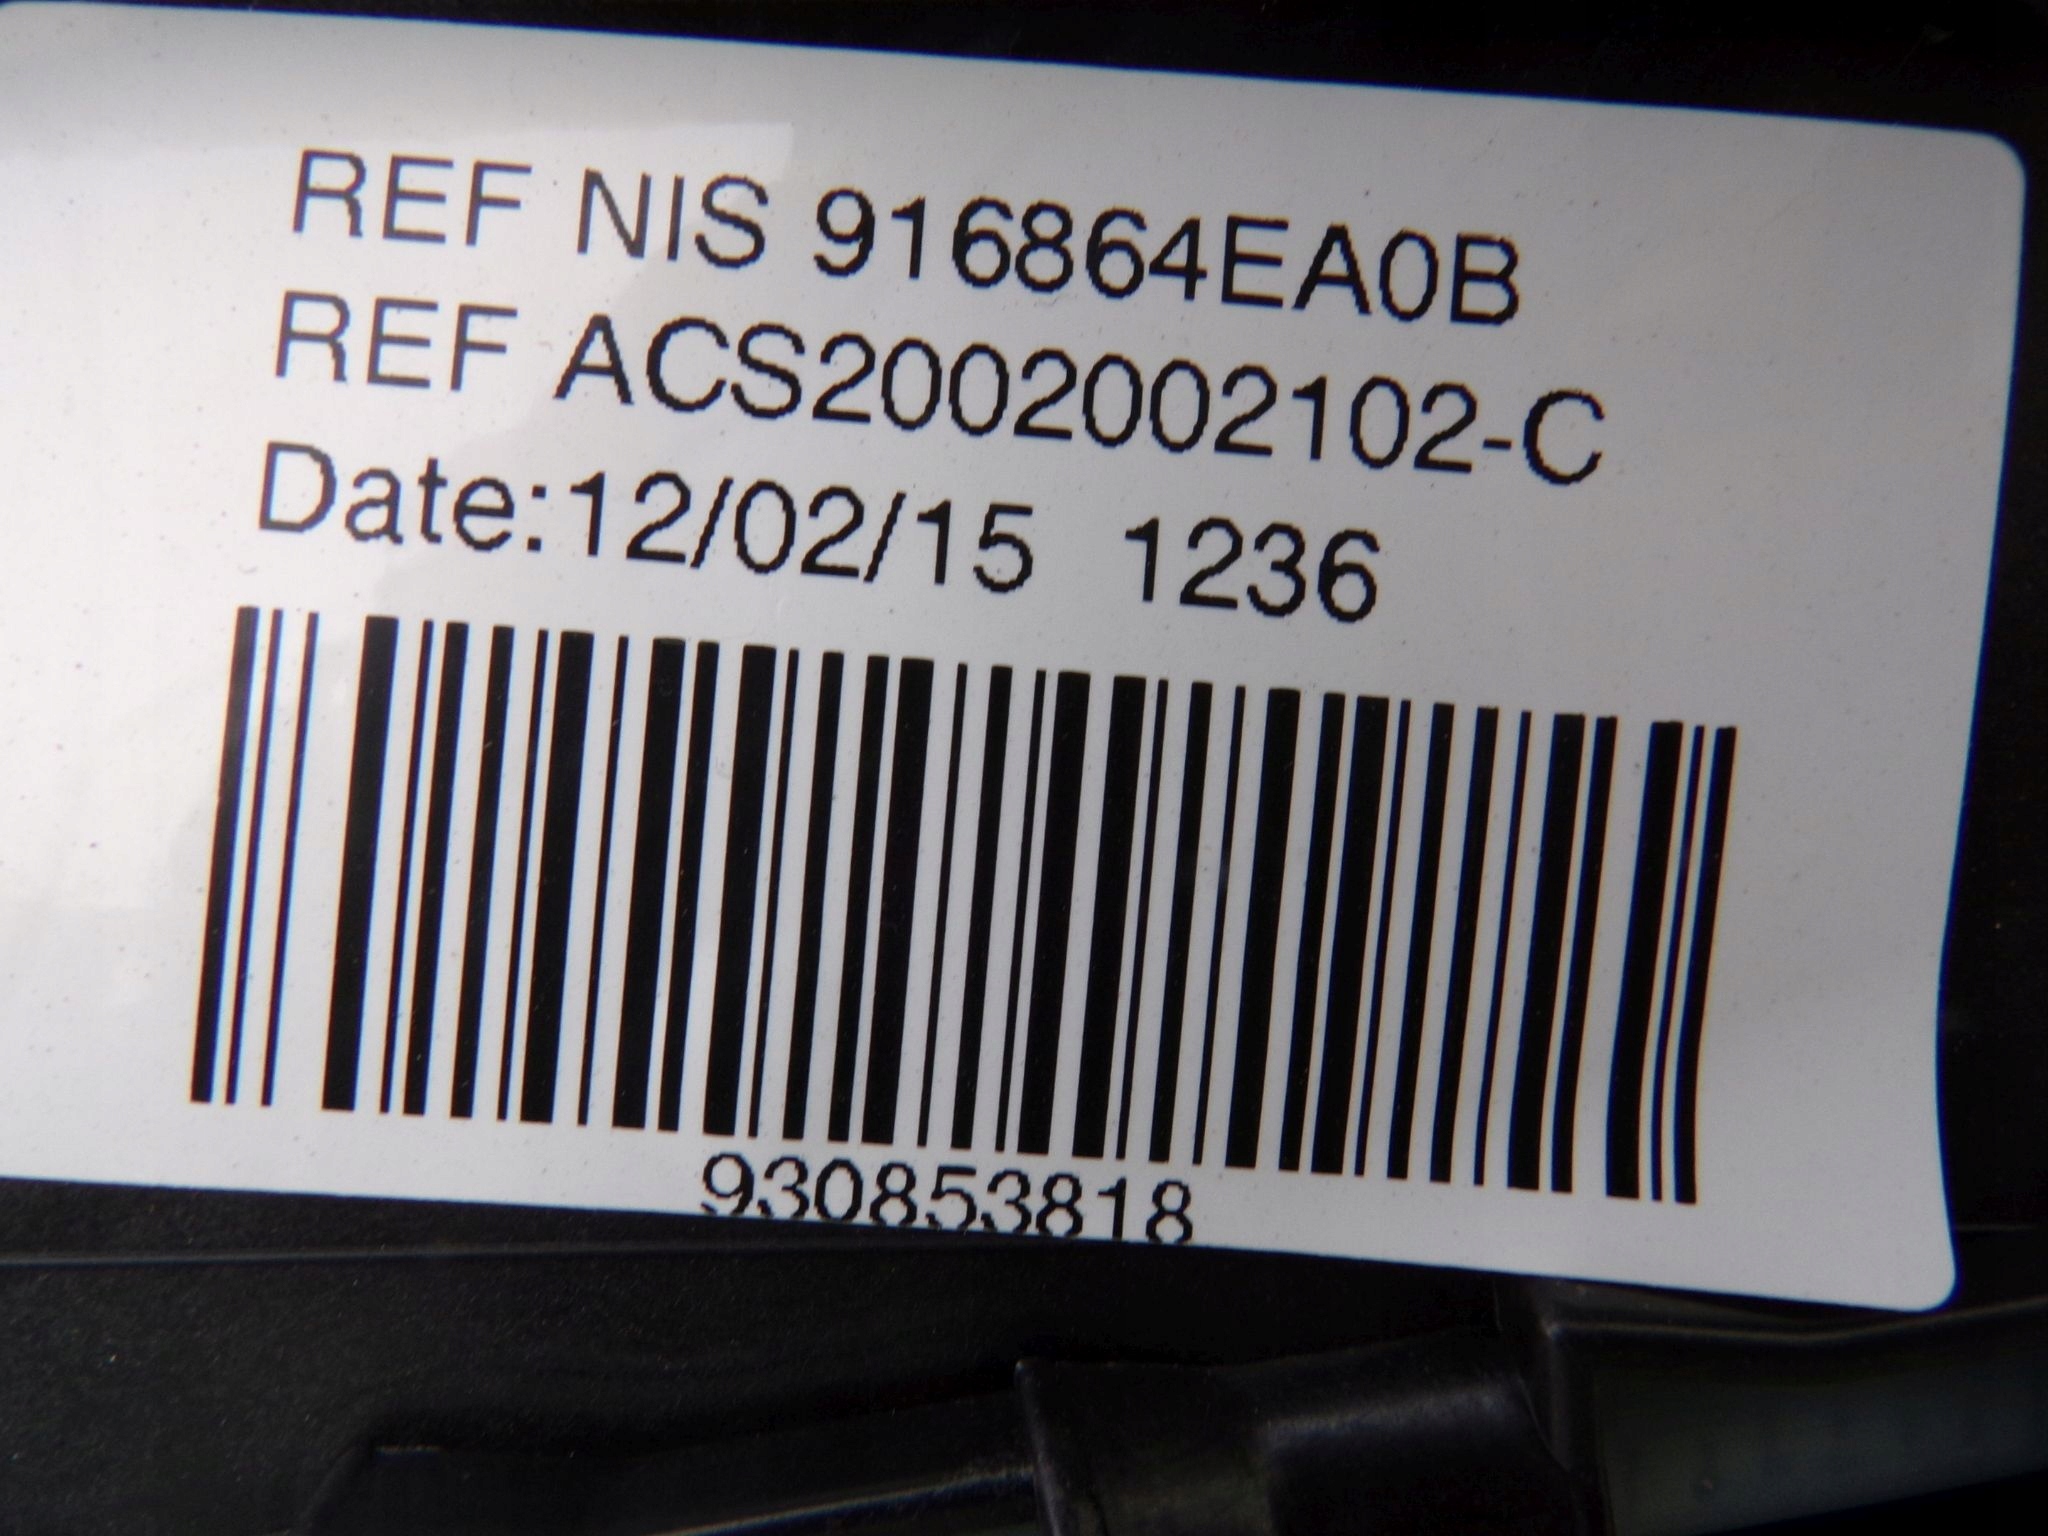 REF NIS 916864EA0B
REF ACS2002002102-C
Date:12/02/15 1236
930853818